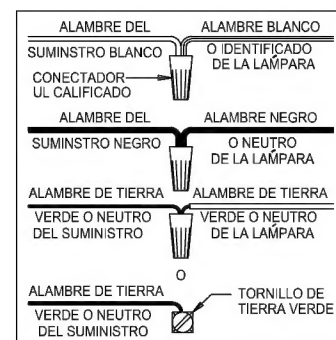 ALAMBRE DEL
ALAMBRE BLANCO
SUMINSTRO BLANCO
O IDENTIFICADO
DE LA LAMPARA
CONECTADOR
UL CALIFICADO
ALAMBRE DEL
ALAMBRE NEGRO
SUMINSTRO NEGRO
O NEUTRO
DE LA LAMPARA
ALAMBRE DE TIERRA
ALAMBRE DE TIERRA
VERDE O NEUTRO
DEL SUMINISTRO
VERDE O NEUTRO
DE LA LAMPARA
O
ALAMBRE DE TIERRA
VERDE O NEUTRO
DEL SUMINISTRO
TORNILLO DE
TIERRA VERDE